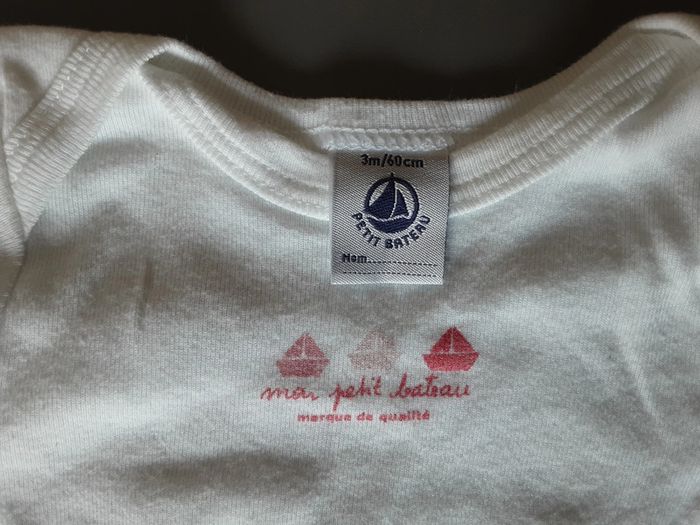 3m/60cm
PETIT BATEAU
Nom
mon petit bateau
marque de qualité